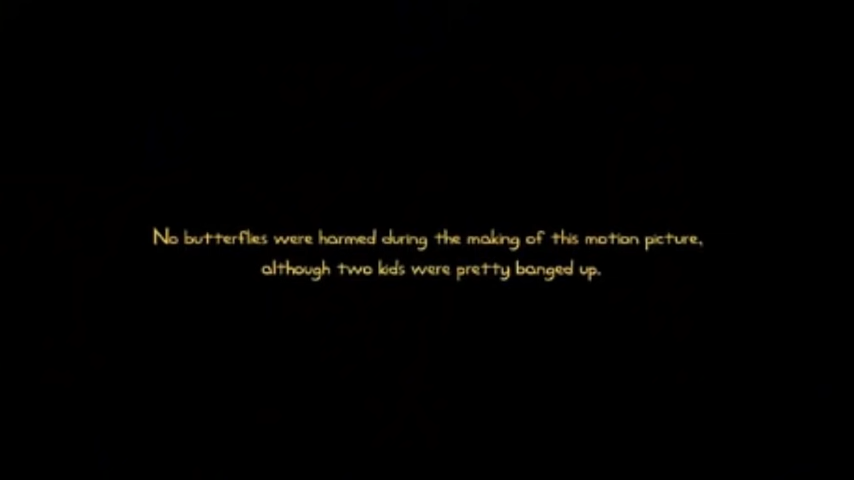 No butterflies were harmed during the making of this motion picture,
although two kids were pretty banged up.